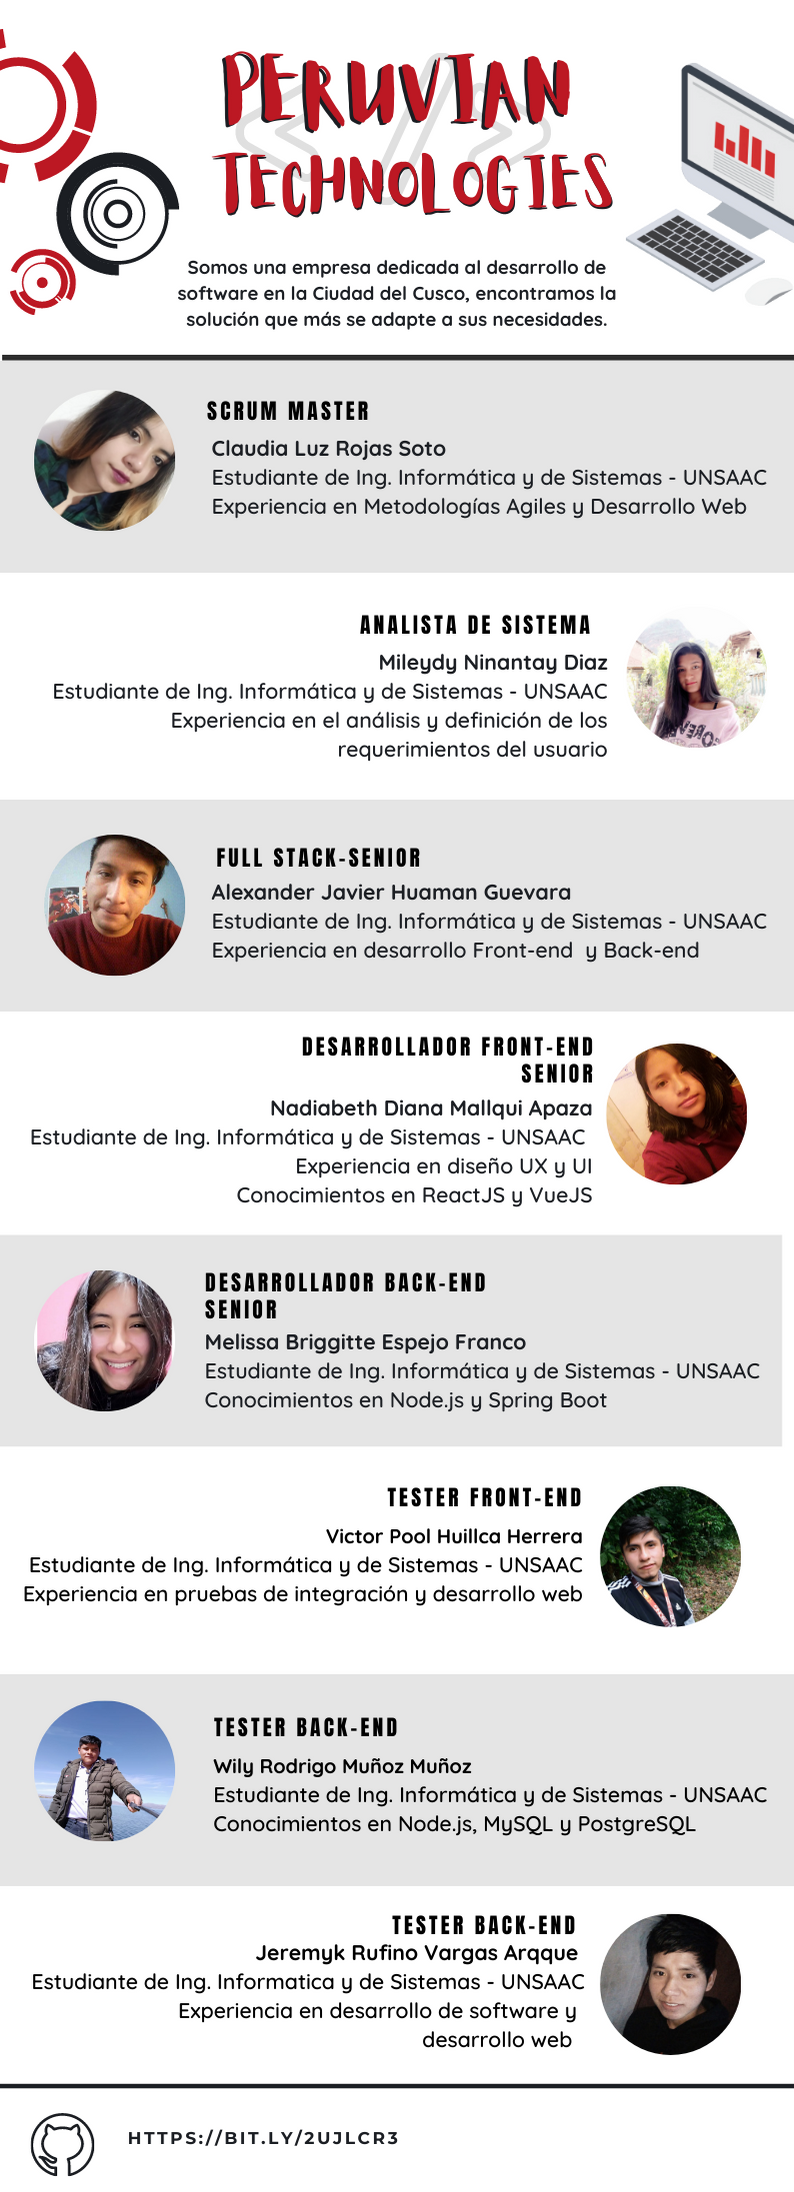 PERUVIAN
TECHNOLOGIES
Somos una empresa dedicada al desarrollo de
software en la Ciudad del Cusco, encontramos la
solución que más se adapte a sus necesidades.
SCRUM MASTER
Claudia Luz Rojas Soto
Estudiante de Ing. Informática y de Sistemas - UNSAAC
Experiencia en Metodologías Agiles y Desarrollo Web
ANALISTA DE SISTEMA
Mileydy Ninantay Diaz
Estudiante de Ing. Informática y de Sistemas - UNSAAC
Experiencia en el análisis y definición de los
requerimientos del usuario
FULL STACK-SENIOR
Alexander Javier Huaman Guevara
Estudiante de Ing. Informática y de Sistemas - UNSAAC
Experiencia en desarrollo Front-end y Back-end
DESARROLLADOR FRONT-END
SENIOR
Nadiabeth Diana Mallqui Apaza
Estudiante de Ing. Informática y de Sistemas - UNSAAC
Experiencia en diseño UX y UI
Conocimientos en ReactJS y VueJS
DESARROLLADOR BACK-END
SENIOR
Melissa Briggitte Espejo Franco
Estudiante de Ing. Informática y de Sistemas - UNSAAC
Conocimientos en Node.js y Spring Boot
TESTER FRONT-END
Victor Pool Huillca Herrera
Estudiante de Ing. Informática y de Sistemas - UNSAAC
Experiencia en pruebas de integración y desarrollo web
TESTER BACK-END
Wily Rodrigo Muñoz Muñoz
Estudiante de Ing. Informática y de Sistemas - UNSAAC
Conocimientos en Node.js, MySQL y PostgreSQL
TESTER BACK-END
Jeremyk Rufino Vargas Arqque
Estudiante de Ing. Informatica y de Sistemas - UNSAAC
Experiencia en desarrollo de software y
desarrollo web
HTTPS://BIT.LY/2UJLCR3